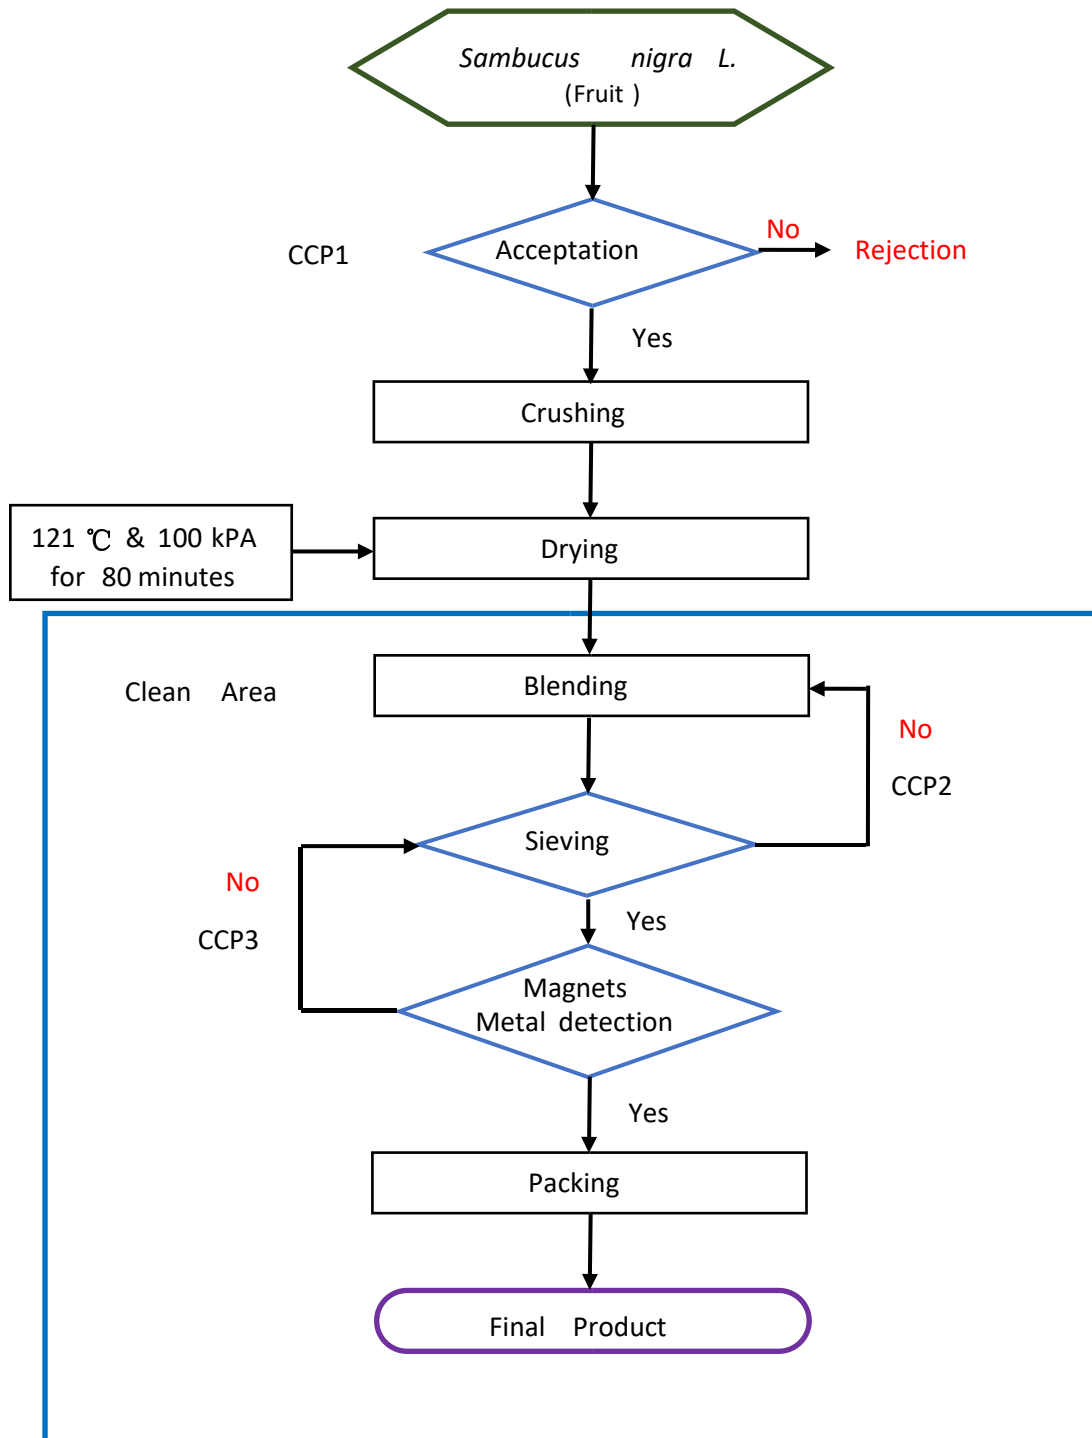 Sambucus nigra L.
(Fruit )
CCP1
Acceptation
No
Rejection
Yes
Crushing
121 ℃ & 100 kPA
for 80 minutes
Drying
Clean Area
Blending
No
CCP2
Sieving
No
CCP3
Yes
Magnets
Metal detection
Yes
Packing
Final Product